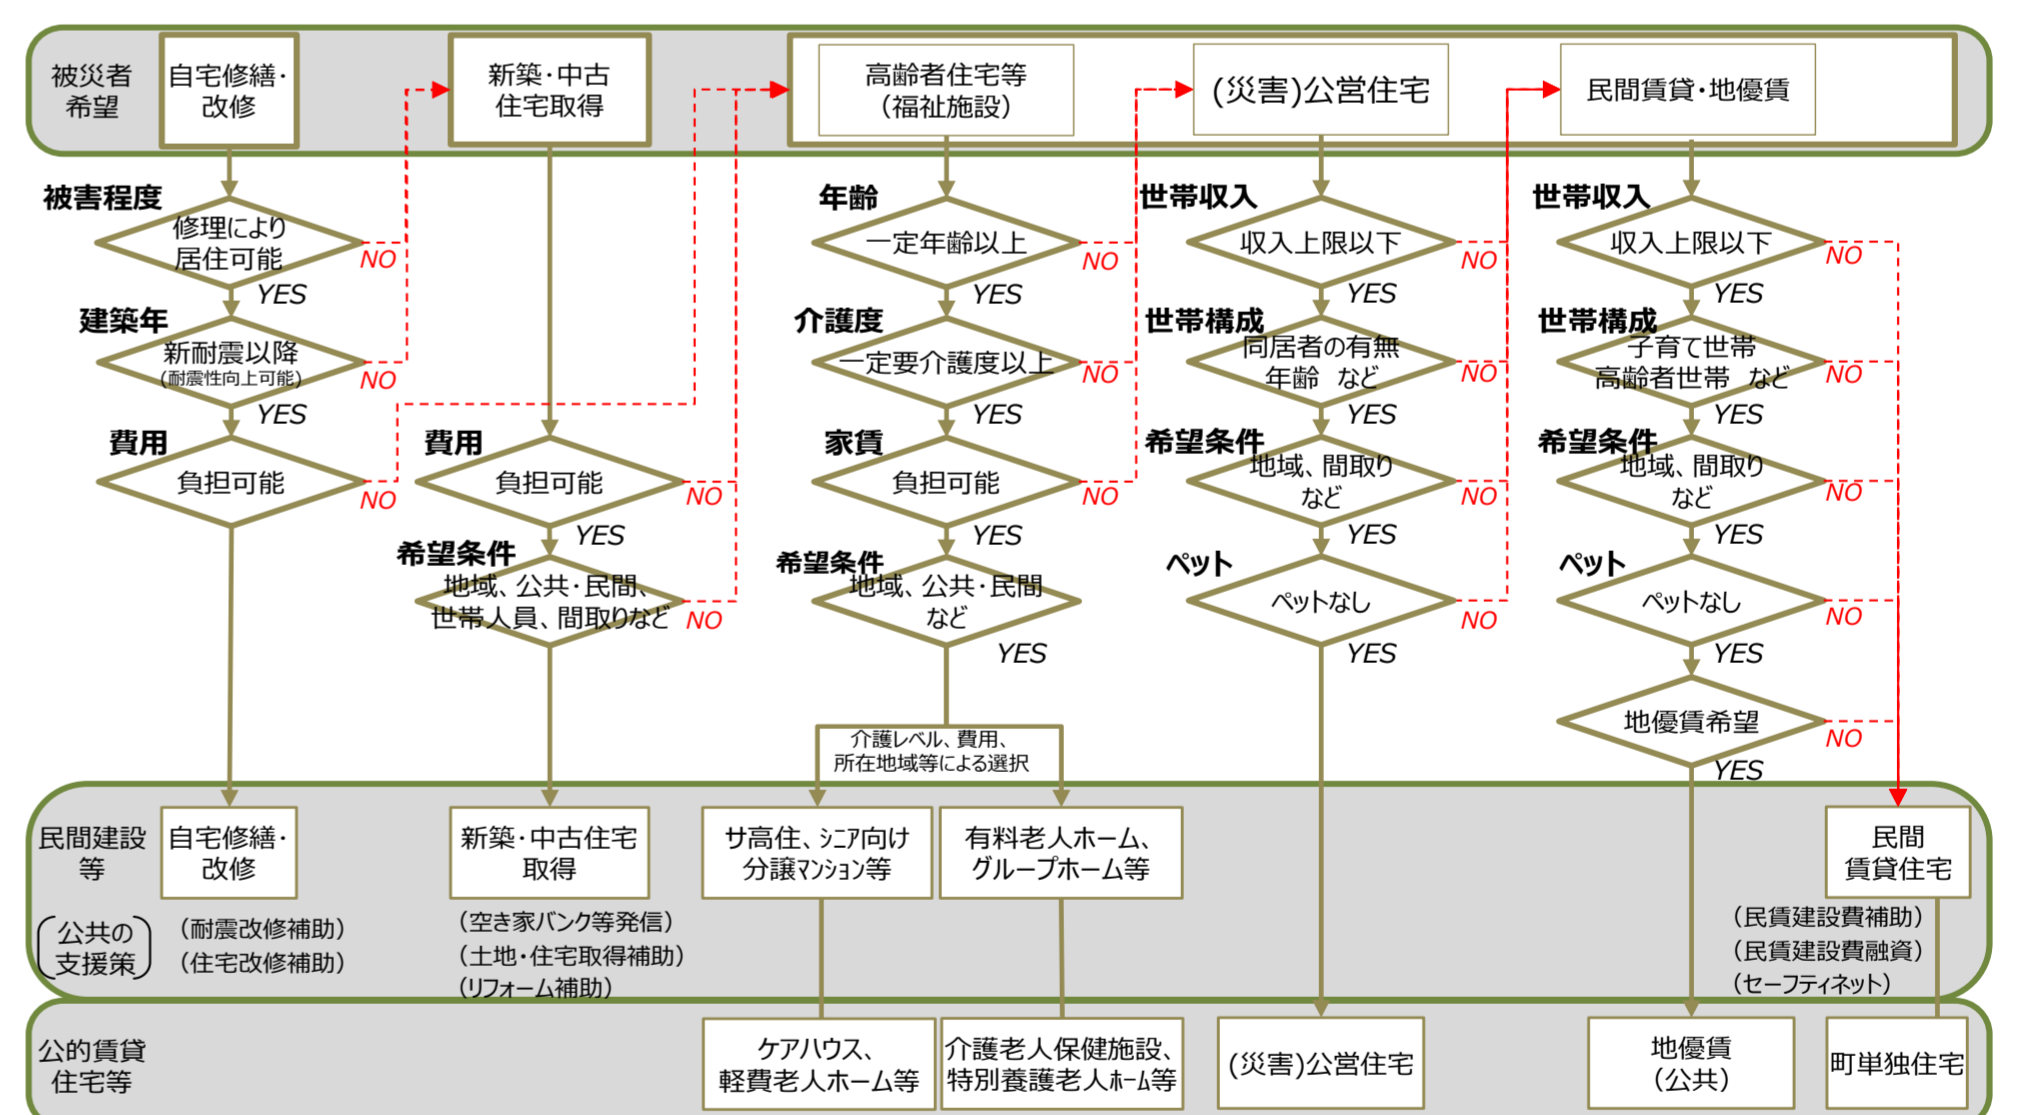 被災者
希望
自宅修繕・
改修
新築・中古
住宅取得
高齢者住宅等
（福祉施設）
(災害)公営住宅
民間賃貸・地優賃
被害程度
修理により
居住可能
NO
YES
建築年
新耐震以降
（耐震性向上可能）
NO
YES
費用
負担可能
NO
費用
負担可能
NO
YES
希望条件
地域、公共・民間、
世帯人員、間取りなど
NO
YES
年齢
一定年齢以上
NO
YES
介護度
一定要介護度以上
NO
YES
家賃
負担可能
NO
YES
希望条件
地域、公共・民間
など
YES
介護レベル、費用、
所在地域等による選択
世帯収入
収入上限以下
NO
YES
世帯構成
同居者の有無
年齢　など
NO
YES
希望条件
地域、間取り
など
NO
YES
ペット
ペットなし
NO
YES
世帯収入
収入上限以下
NO
YES
世帯構成
子育て世帯
高齢者世帯　など
NO
YES
希望条件
地域、間取り
など
NO
YES
ペット
ペットなし
NO
YES
地優賃希望
NO
YES
民間建設
等
公共の
支援策
自宅修繕・
改修
（耐震改修補助）
（住宅改修補助）
新築・中古住宅
取得
（空き家バンク等発信）
（土地・住宅取得補助）
（リフォーム補助）
サ高住、ｼﾆｱ向け
分譲ﾏﾝｼｮﾝ等
有料老人ホーム、
グループホーム等
民間
賃貸住宅
（民賃建設費補助）
（民賃建設費融資）
（セーフティネット）
公的賃貸
住宅等
ケアハウス、
軽費老人ホーム等
介護老人保健施設、
特別養護老人ﾎｰﾑ等
(災害)公営住宅
地優賃
（公共）
町単独住宅